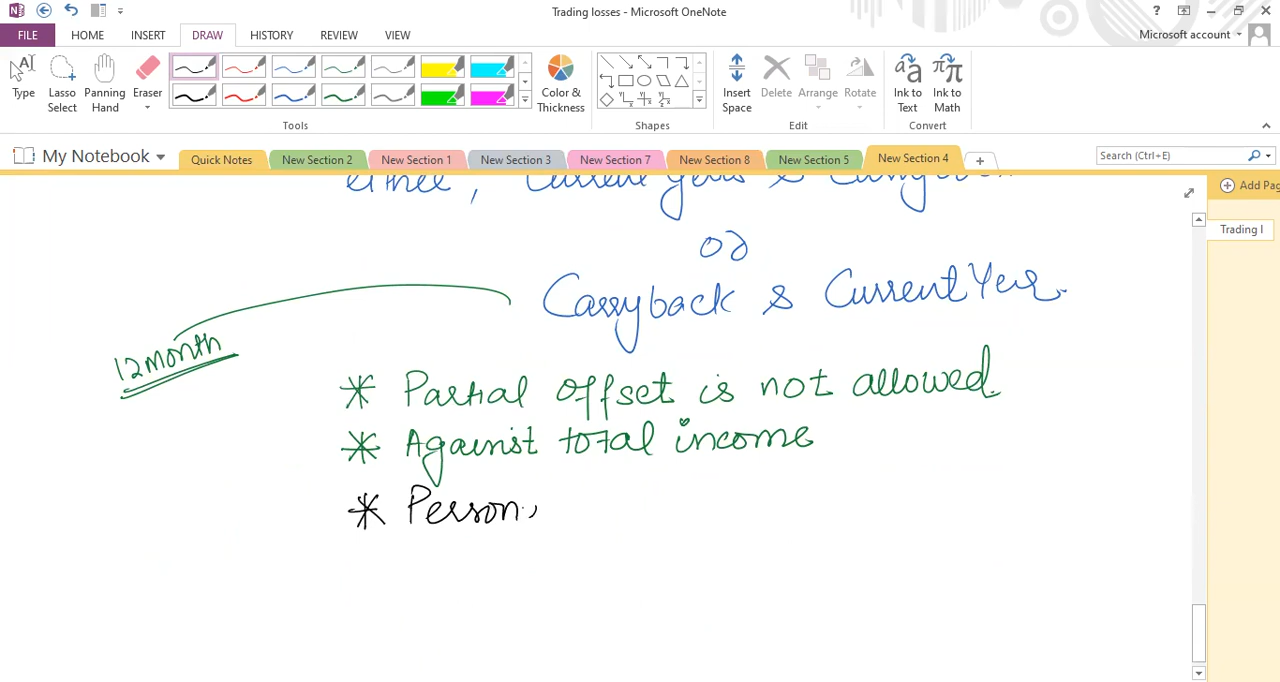 Trading losses - Microsoft OneNote
Microsoft account
FILE HOME INSERT DRAW HISTORY REVIEW VIEW
Type Lasso Select Panning Hand Eraser Color & Thickness Insert Space Delete Arrange Rotate Ink to Text Ink to Math
Tools Shapes Edit Convert
My Notebook Quick Notes New Section 2 New Section 1 New Section 3 New Section 7 New Section 8 New Section 5 New Section 4 Search (Ctrl+E)
Add Pag
Trading l
Current year &
or
Carryback & Current Year.
12 month
* Partial offset is not allowed.
* Against total income
* Person